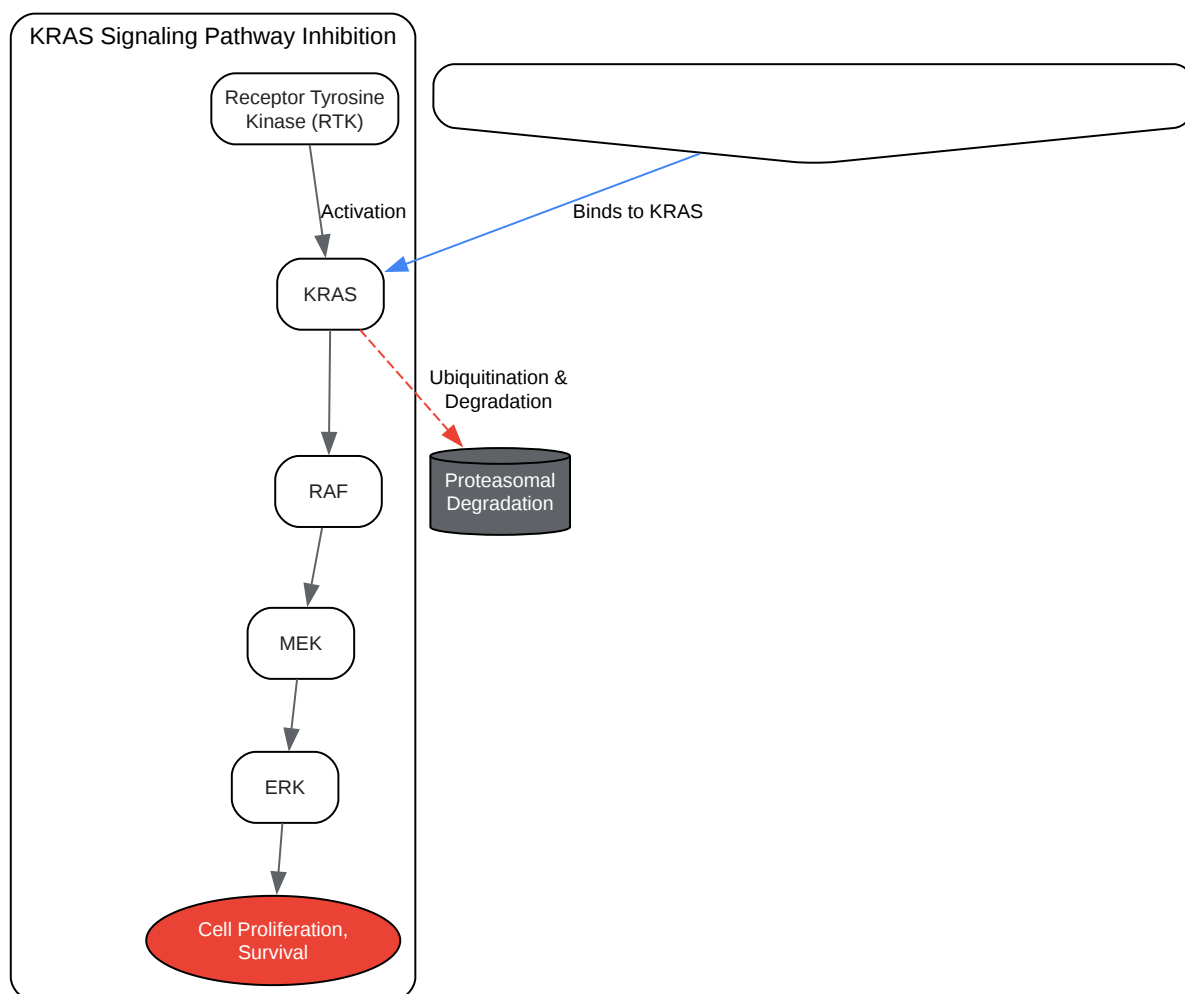 KRAS Signaling Pathway Inhibition
Receptor Tyrosine
Kinase (RTK)
Activation
Binds to KRAS
KRAS
Ubiquitination &
Degradation
Proteasomal
Degradation
RAF
MEK
ERK
Cell Proliferation,
Survival